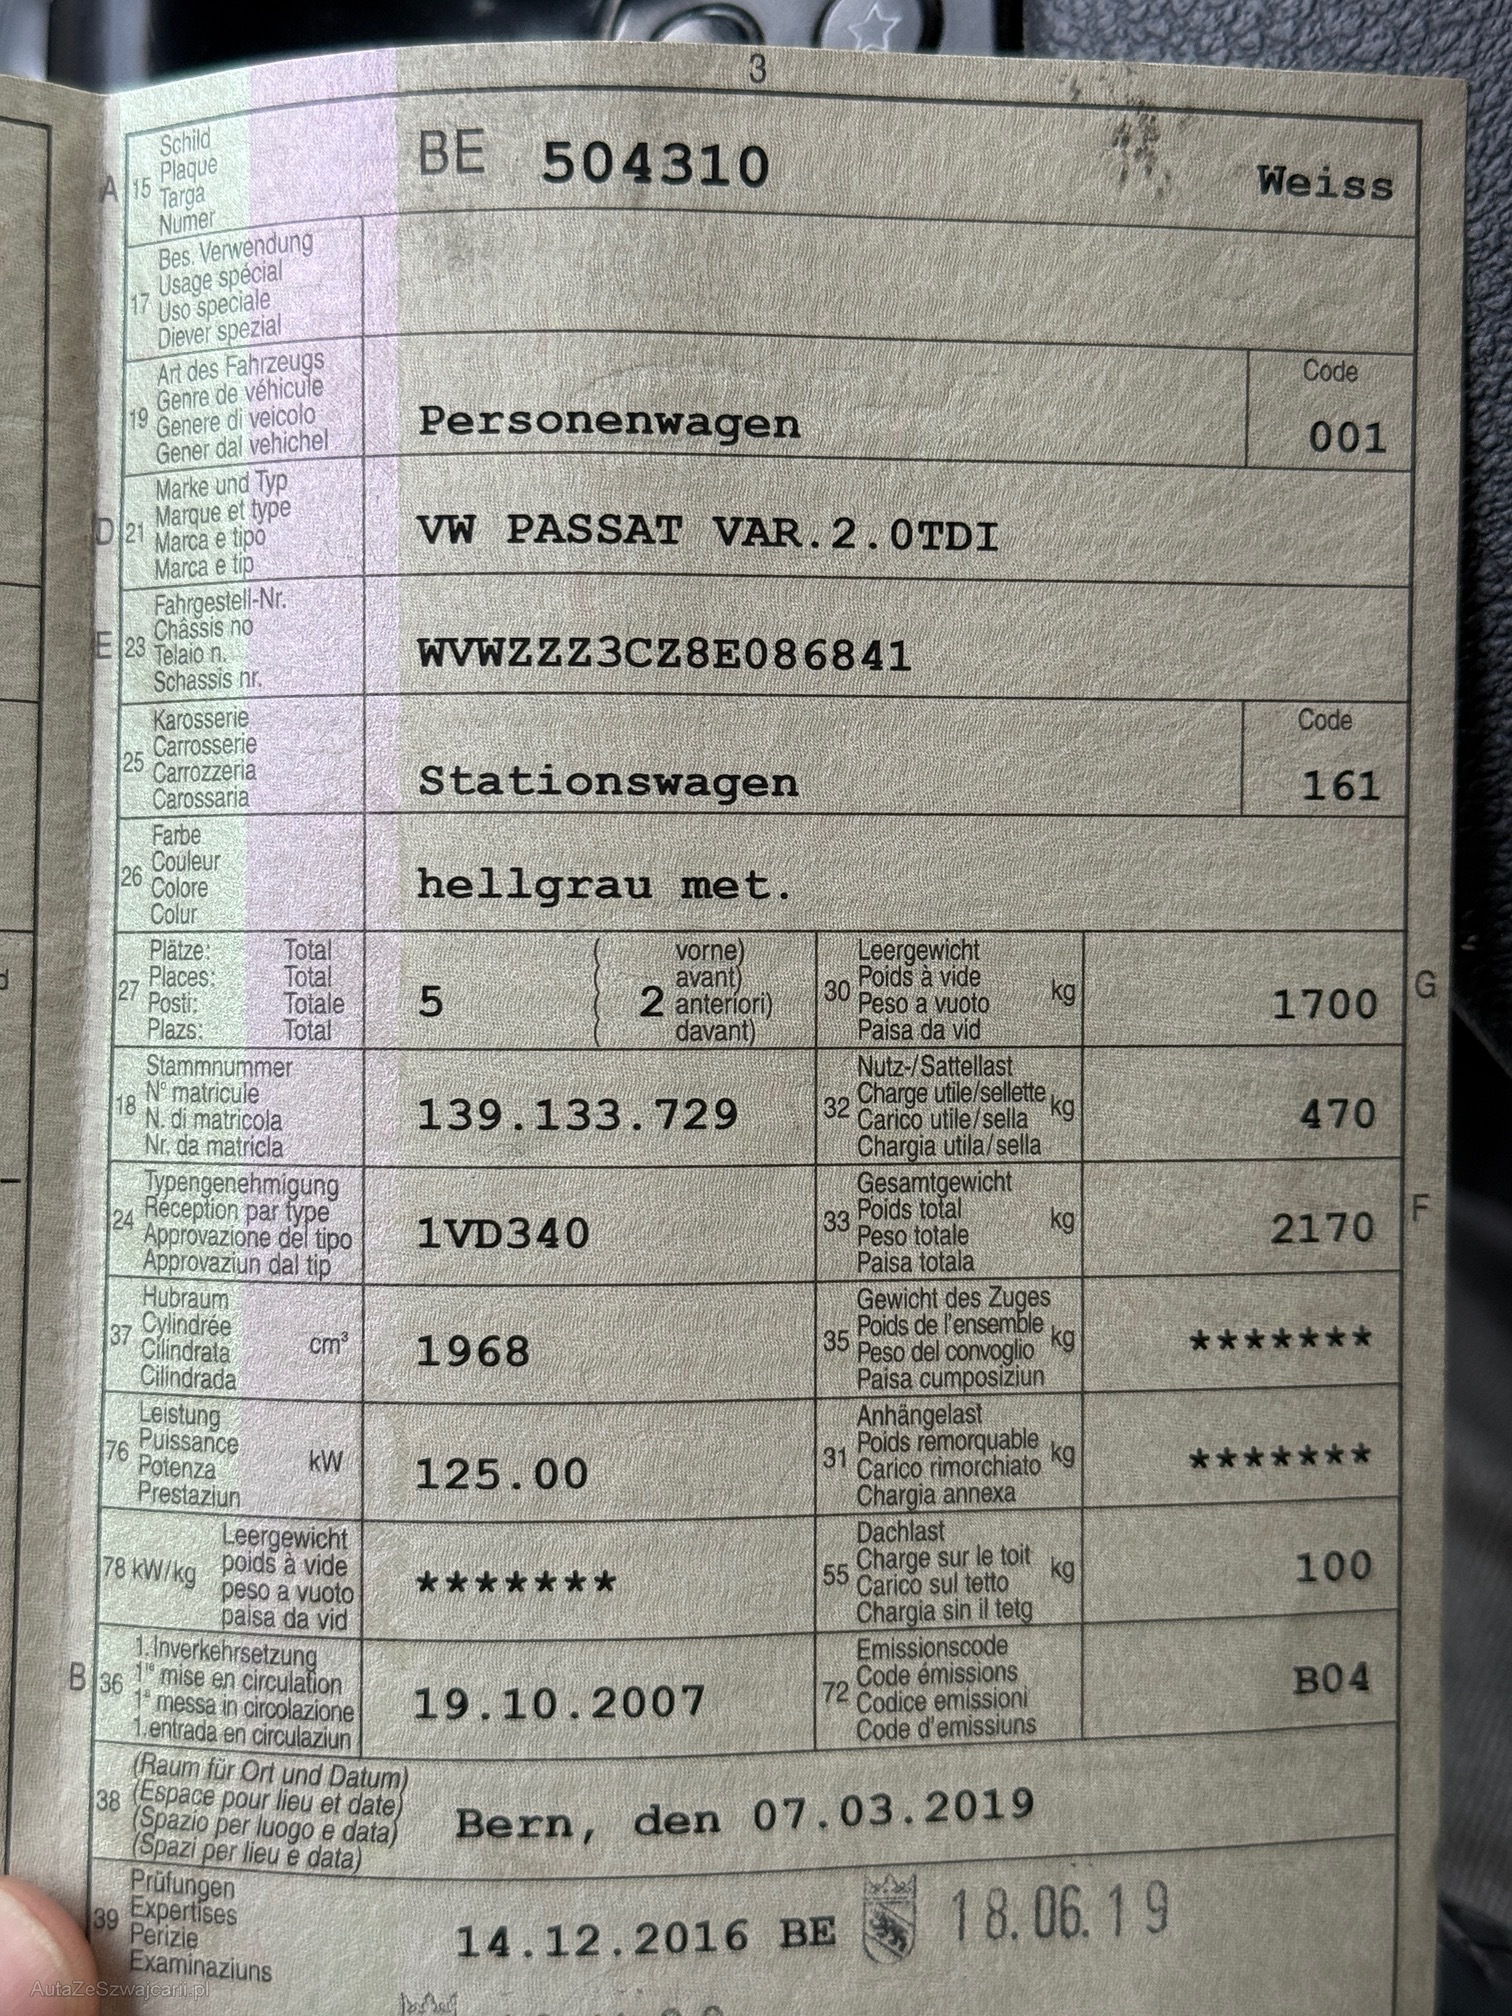 3
A 15 Schild
Plaque
Targa
Numer
BE 504310 Weiss
17 Bes. Verwendung
Usage spécial
Uso speciale
Diever spezial
19 Art des Fahrzeugs
Genre de véhicule
Genere di veicolo
Gener dal vehichel
Personenwagen
Code
001
D 21 Marke und Typ
Marque et type
Marca e tipo
Marca e tip
VW PASSAT VAR.2.0TDI
E 23 Fahrgestell-Nr.
Châssis no
Telaio n.
Schassis nr.
WVWZZZ3CZ8E086841
25 Karosserie
Carrosserie
Carrozzeria
Carossaria
Stationswagen
Code
161
26 Farbe
Couleur
Colore
Colur
hellgrau met.
27 Plätze: Total
Places: Total
Posti: Totale
Plazs: Total
5 ( 2 vorne)
avant)
anteriori)
davant)
30 Leergewicht
Poids à vide
Peso a vuoto
Paisa da vid
kg
1700
G
18 Stammnummer
N° matricule
N. di matricola
Nr. da matricla
139.133.729
32 Nutz-/Sattellast
Charge utile/sellette
Carico utile/sella
Chargia utila/sella
kg
470
24 Typengenehmigung
Réception par type
Approvazione del tipo
Approvaziun dal tip
1VD340
33 Gesamtgewicht
Poids total
Peso totale
Paisa totala
kg
2170
F
37 Hubraum
Cylindrée
Cilindrata
Cilindrada
cm³
1968
35 Gewicht des Zuges
Poids de l'ensemble
Peso del convoglio
Paisa cumposiziun
kg
*******
76 Leistung
Puissance
Potenza
Prestaziun
kW
125.00
31 Anhängelast
Poids remorquable
Carico rimorchiato
Chargia annexa
kg
*******
78 kW/kg Leergewicht
poids à vide
peso a vuoto
paisa da vid
*******
55 Dachlast
Charge sur le toit
Carico sul tetto
Chargia sin il tetg
kg
100
B 36 1.Inverkehrsetzung
1re mise en circulation
1a messa in circolazione
1.entrada en circulaziun
19.10.2007
72 Emissionscode
Code émissions
Codice emissioni
Code d'emissiuns
B04
38 (Raum für Ort und Datum)
(Espace pour lieu et date)
(Spazio per luogo e data)
(Spazi per lieu e data)
Bern, den 07.03.2019
39 Prüfungen
Expertises
Perizie
Examinaziuns
14.12.2016 BE 18.06.19
AutaZeSzwajcarii.pl